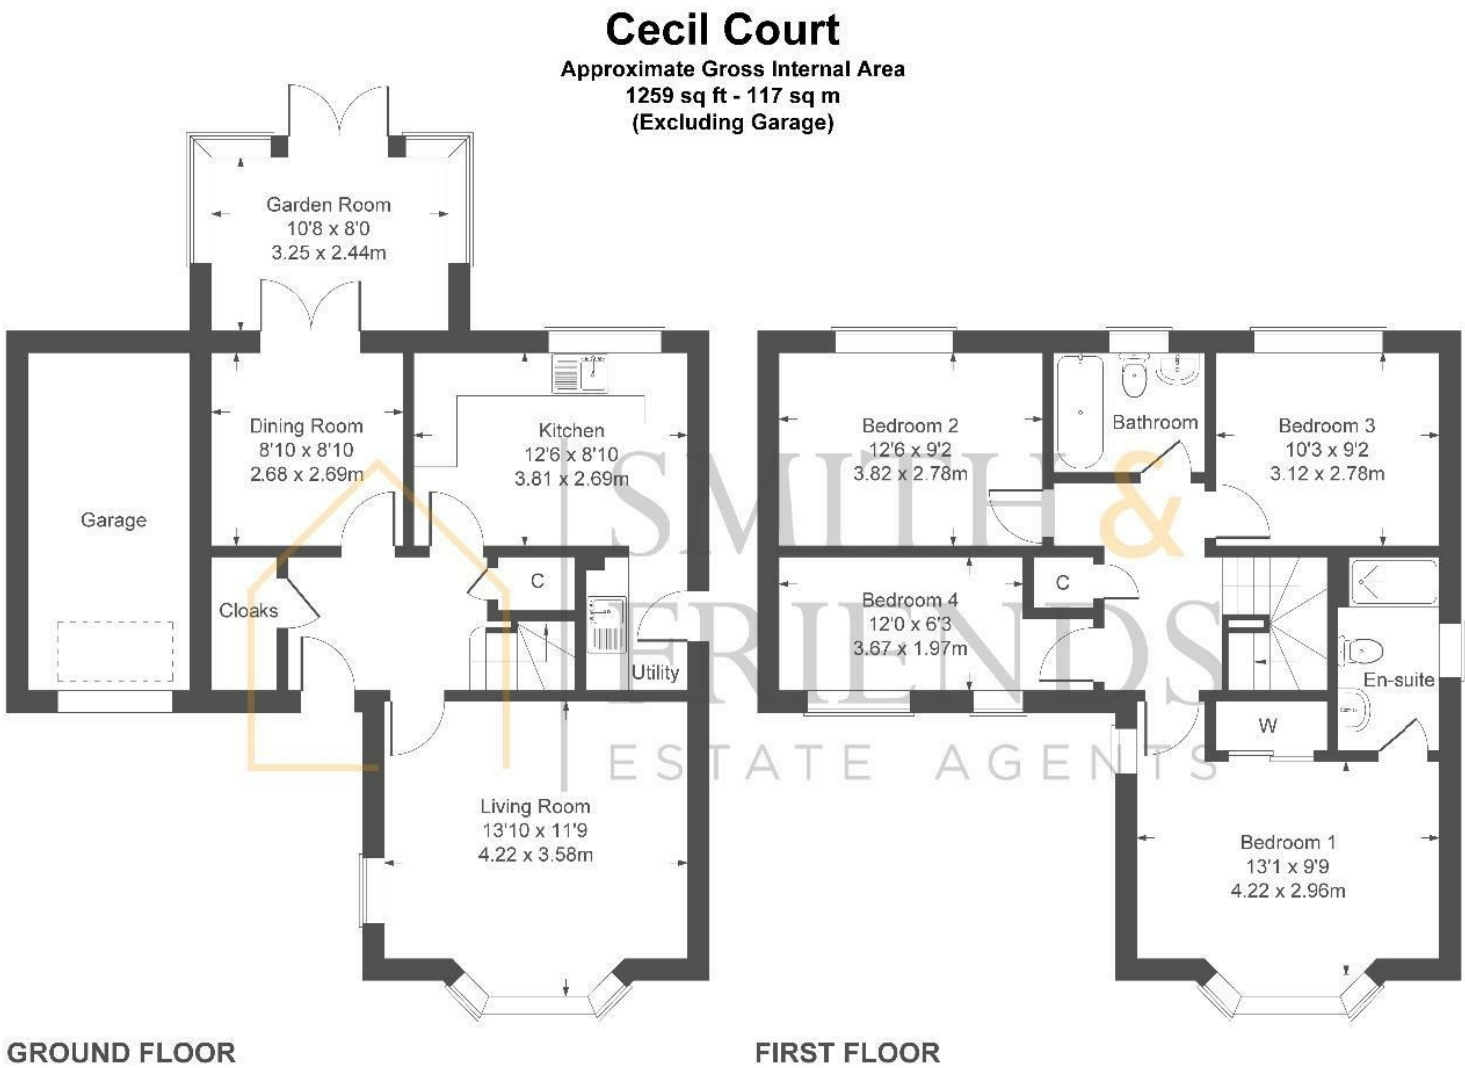 Cecil Court
Approximate Gross Internal Area
1259 sq ft - 117 sq m
(Excluding Garage)
Garden Room
10'8 x 8'0
3.25 x 2.44m
Dining Room
8'10 x 8'10
2.68 x 2.69m
Kitchen
12'6 x 8'10
3.81 x 2.69m
Garage
Cloaks
C
Utility
Living Room
13'10 x 11'9
4.22 x 3.58m
Bedroom 2
12'6 x 9'2
3.82 x 2.78m
Bathroom
Bedroom 3
10'3 x 9'2
3.12 x 2.78m
Bedroom 4
12'0 x 6'3
3.67 x 1.97m
C
En-suite
W
Bedroom 1
13'1 x 9'9
4.22 x 2.96m
SMITH &
FRIENDS
ESTATE AGENTS
GROUND FLOOR
FIRST FLOOR